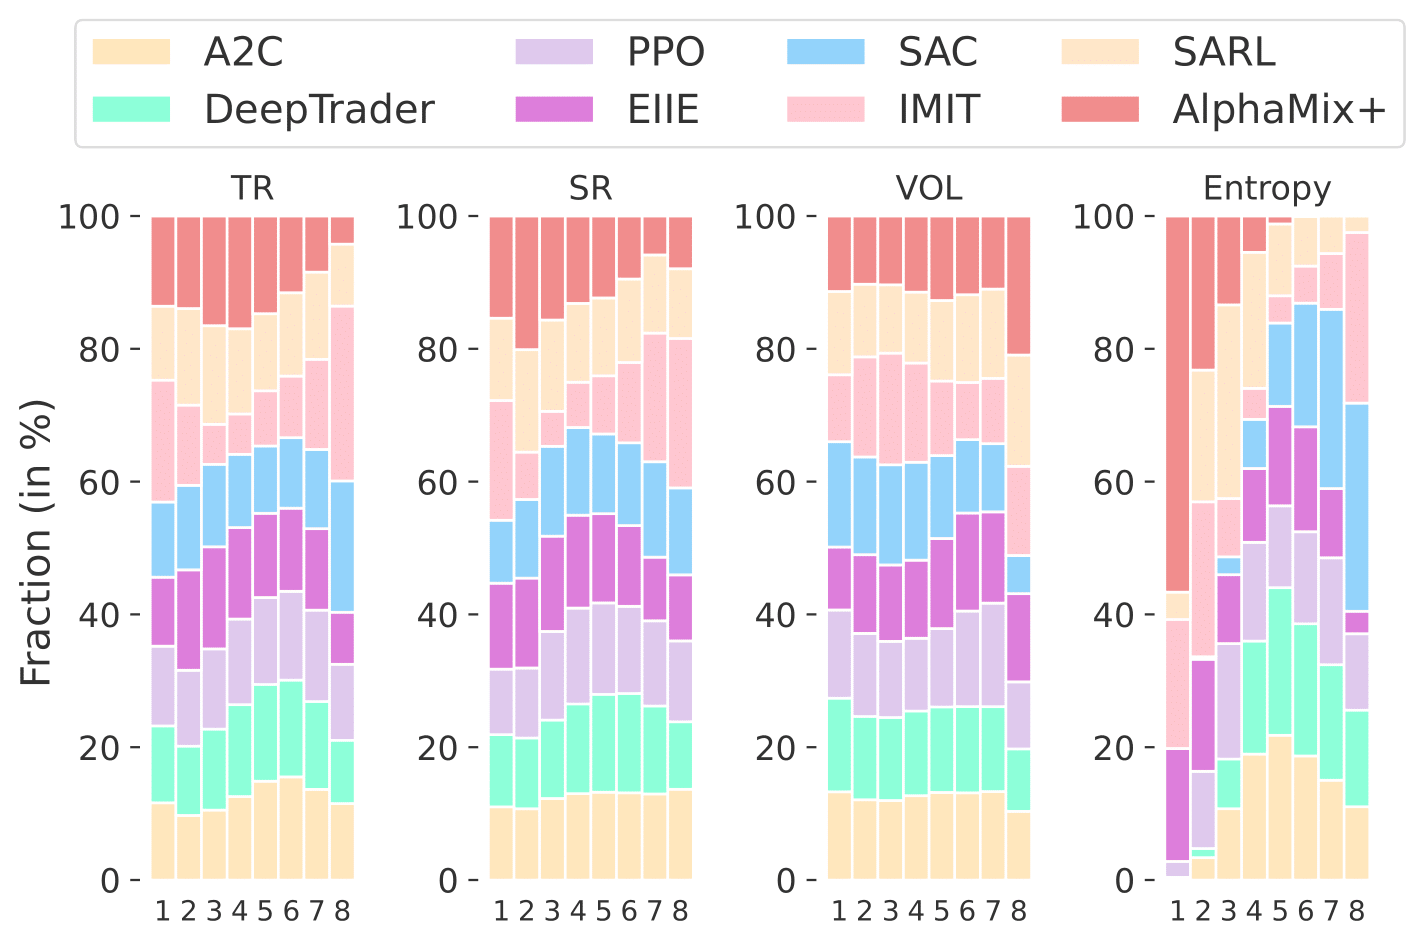 A2C PPO SAC SARL
DeepTrader EIIE IMIT AlphaMix+
TR SR VOL Entropy
Fraction (in %)
100 100 100 100
80 80 80 80
60 60 60 60
40 40 40 40
20 20 20 20
0 0 0 0
1 2 3 4 5 6 7 8 1 2 3 4 5 6 7 8 1 2 3 4 5 6 7 8 1 2 3 4 5 6 7 8